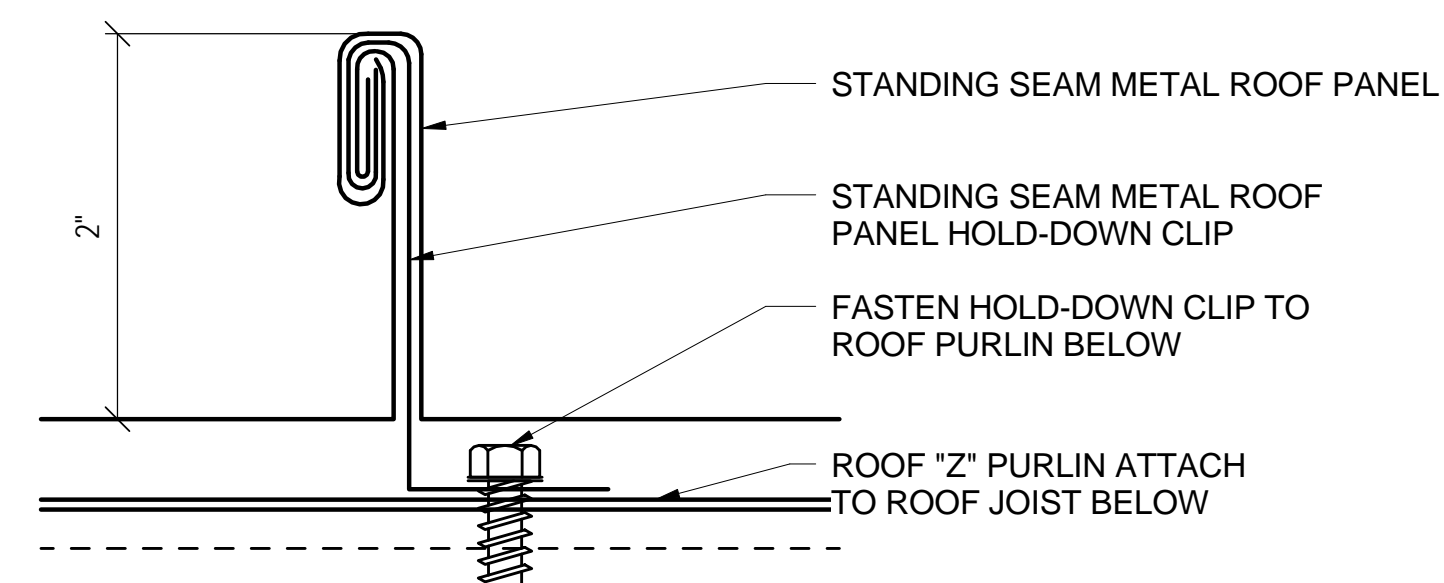 STANDING SEAM METAL ROOF PANEL
2"
STANDING SEAM METAL ROOF
PANEL HOLD-DOWN CLIP
FASTEN HOLD-DOWN CLIP TO
ROOF PURLIN BELOW
ROOF "Z" PURLIN ATTACH
TO ROOF JOIST BELOW